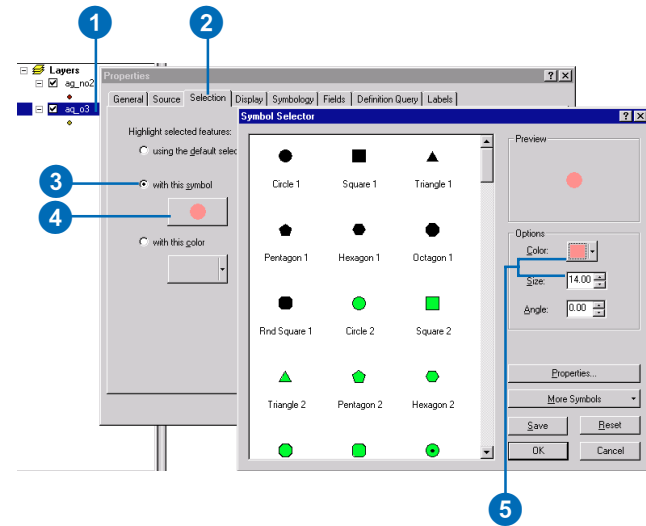 1
2
Layers
ag_no2
ag_o3
Properties
General Source Selection Display Symbology Fields Definition Query Labels
Highlight selected features:
using the default selec
3
with this symbol
4
with this color
Symbol Selector
Circle 1 Square 1 Triangle 1
Pentagon 1 Hexagon 1 Octagon 1
Rnd Square 1 Circle 2 Square 2
Triangle 2 Pentagon 2 Hexagon 2
Preview
Options
Color:
Size: 14.00
Angle: 0.00
Properties...
More Symbols
Save Reset
OK Cancel
5